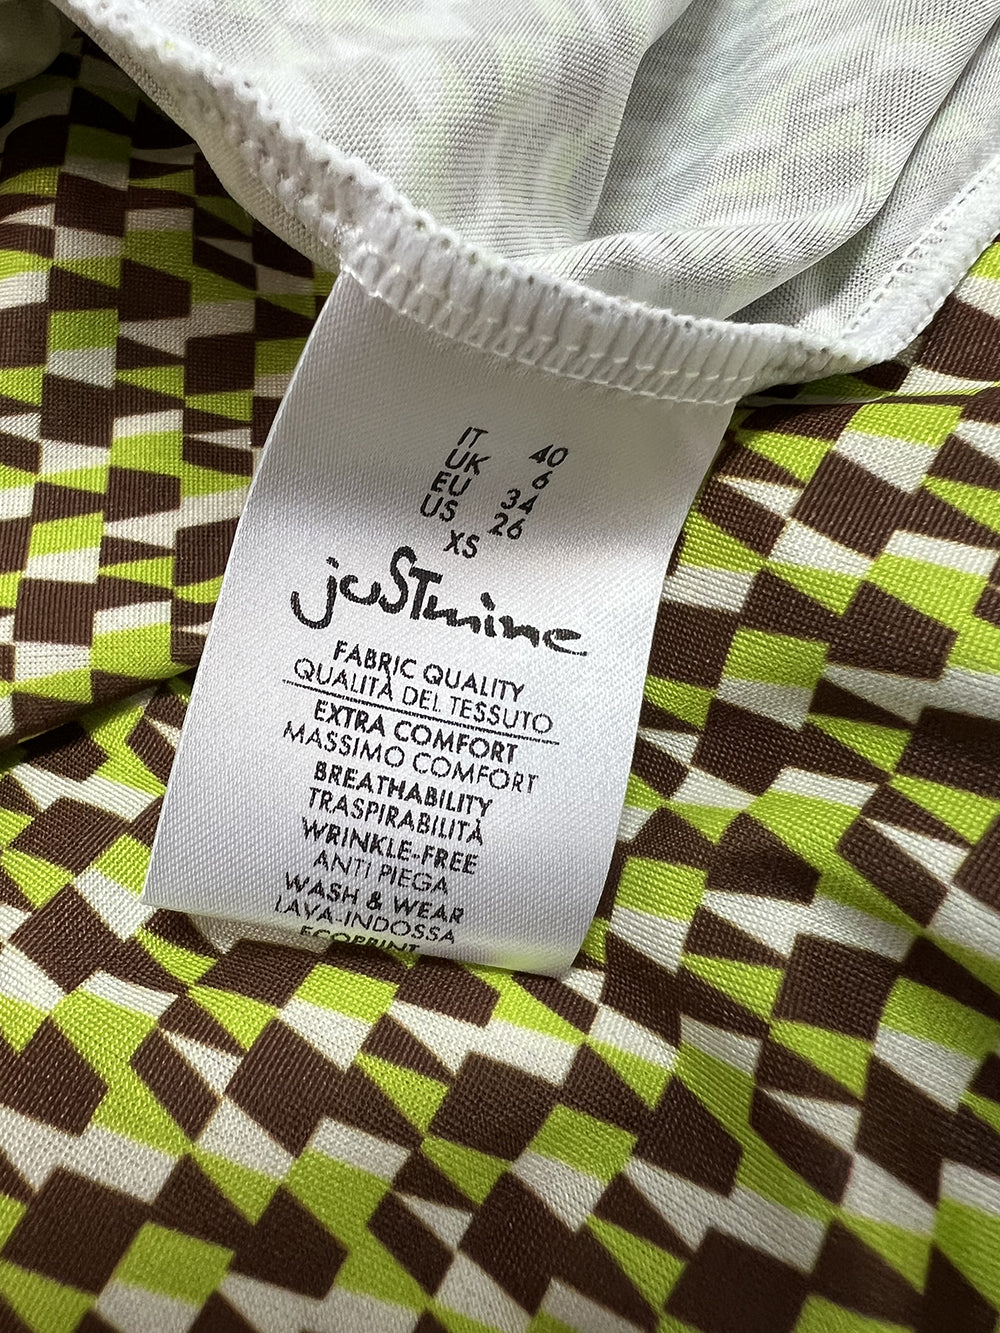 IT 40
UK 6
EU 34
US 26
XS
juSTmine
FABRIC QUALITY
QUALITÀ DEL TESSUTO
EXTRA COMFORT
MASSIMO COMFORT
BREATHABILITY
TRASPIRABILITÀ
WRINKLE-FREE
ANTI PIEGA
WASH & WEAR
LAVA-INDOSSA
ECOPRINT